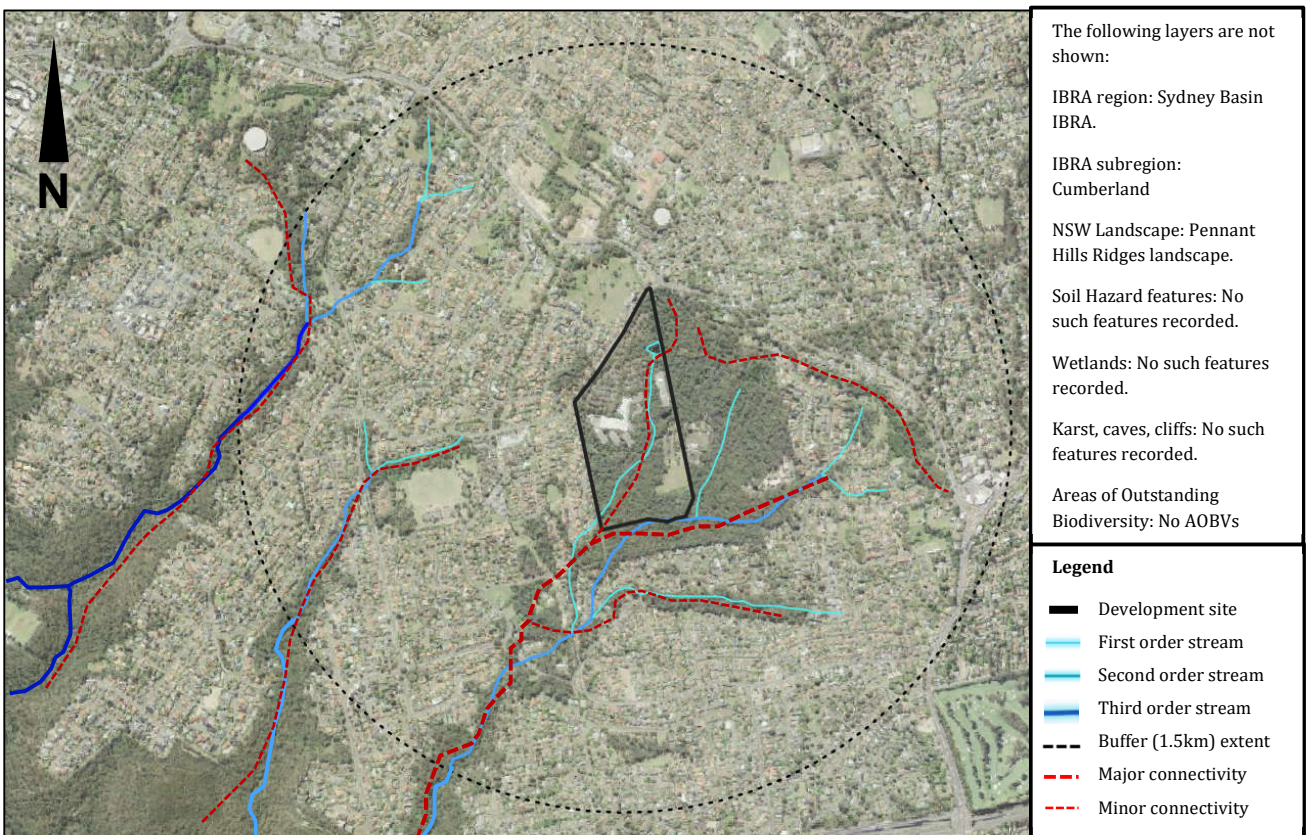 N
The following layers are not
shown:
IBRA region: Sydney Basin
IBRA.
IBRA subregion:
Cumberland
NSW Landscape: Pennant
Hills Ridges landscape.
Soil Hazard features: No
such features recorded.
Wetlands: No such features
recorded.
Karst, caves, cliffs: No such
features recorded.
Areas of Outstanding
Biodiversity: No AOBVs
Legend
Development site
First order stream
Second order stream
Third order stream
Buffer (1.5km) extent
Major connectivity
Minor connectivity